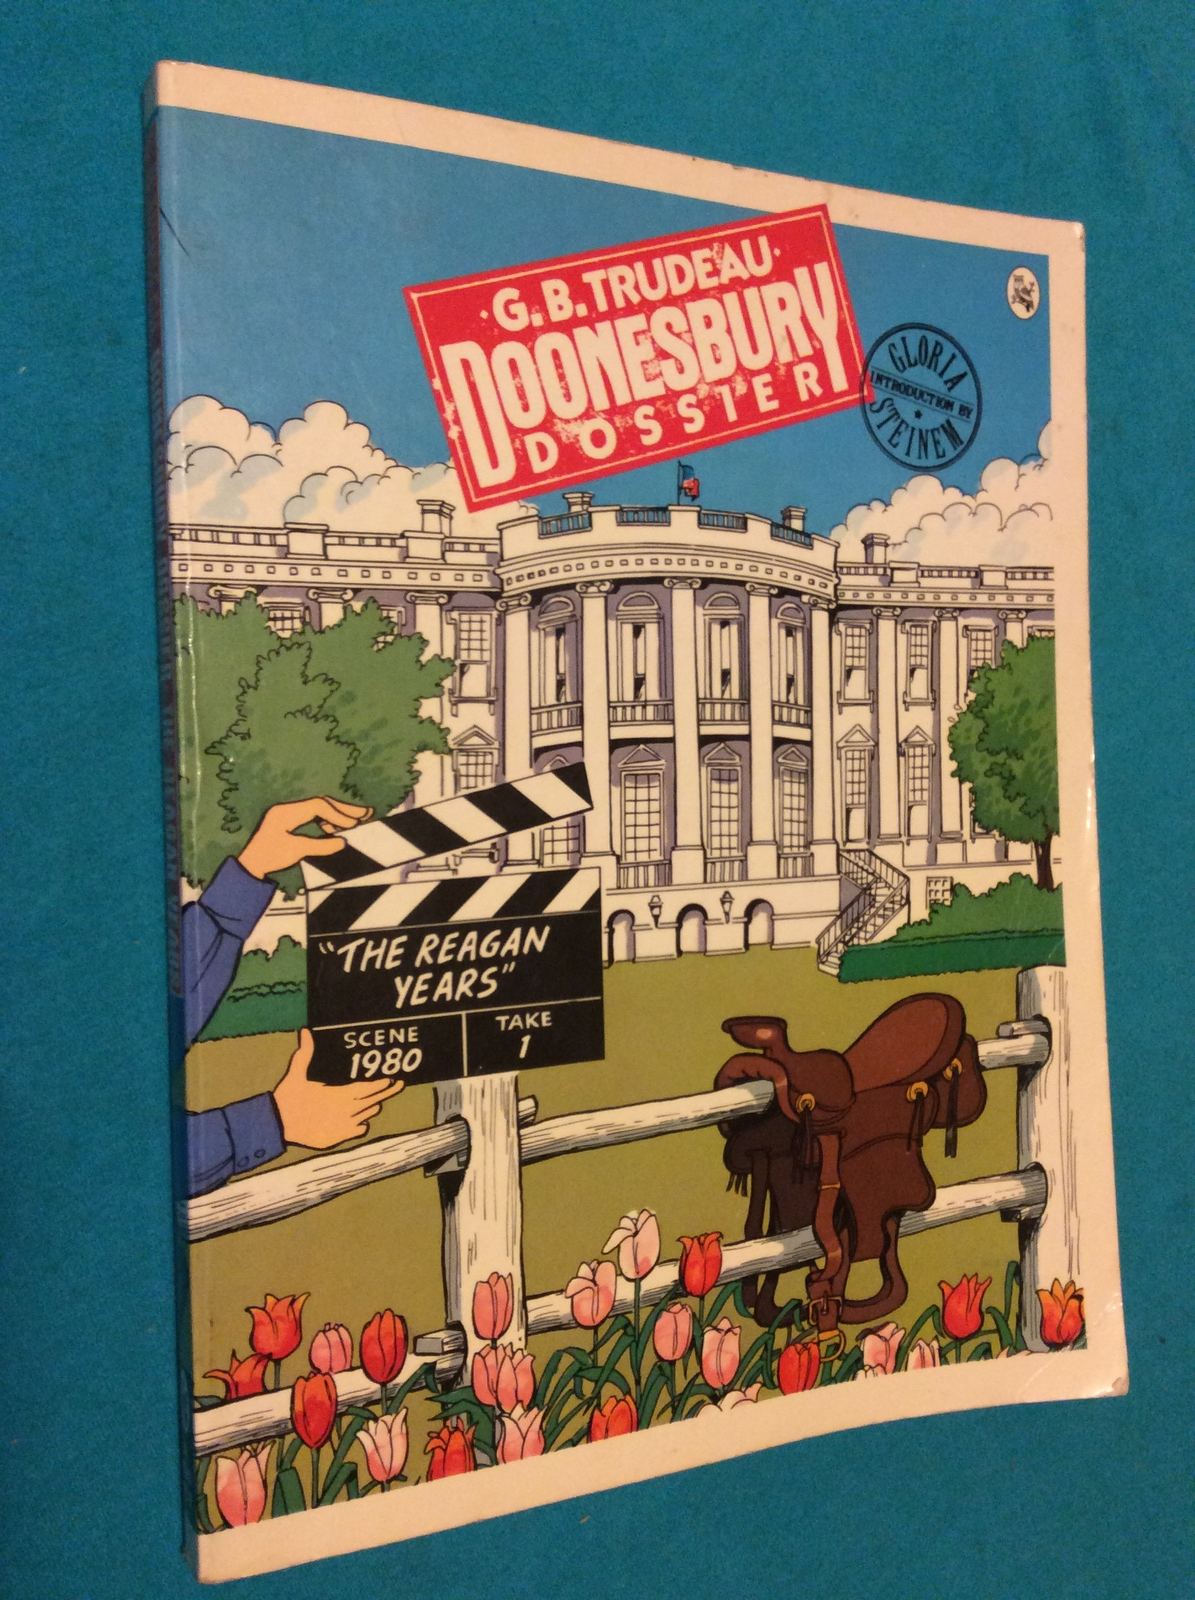 ·G.B. TRUDEAU·
DOONESBURY
DOSSIER
GLORIA
INTRODUCTION BY
STEINEM
"THE REAGAN
YEARS"
SCENE
1980
TAKE
1